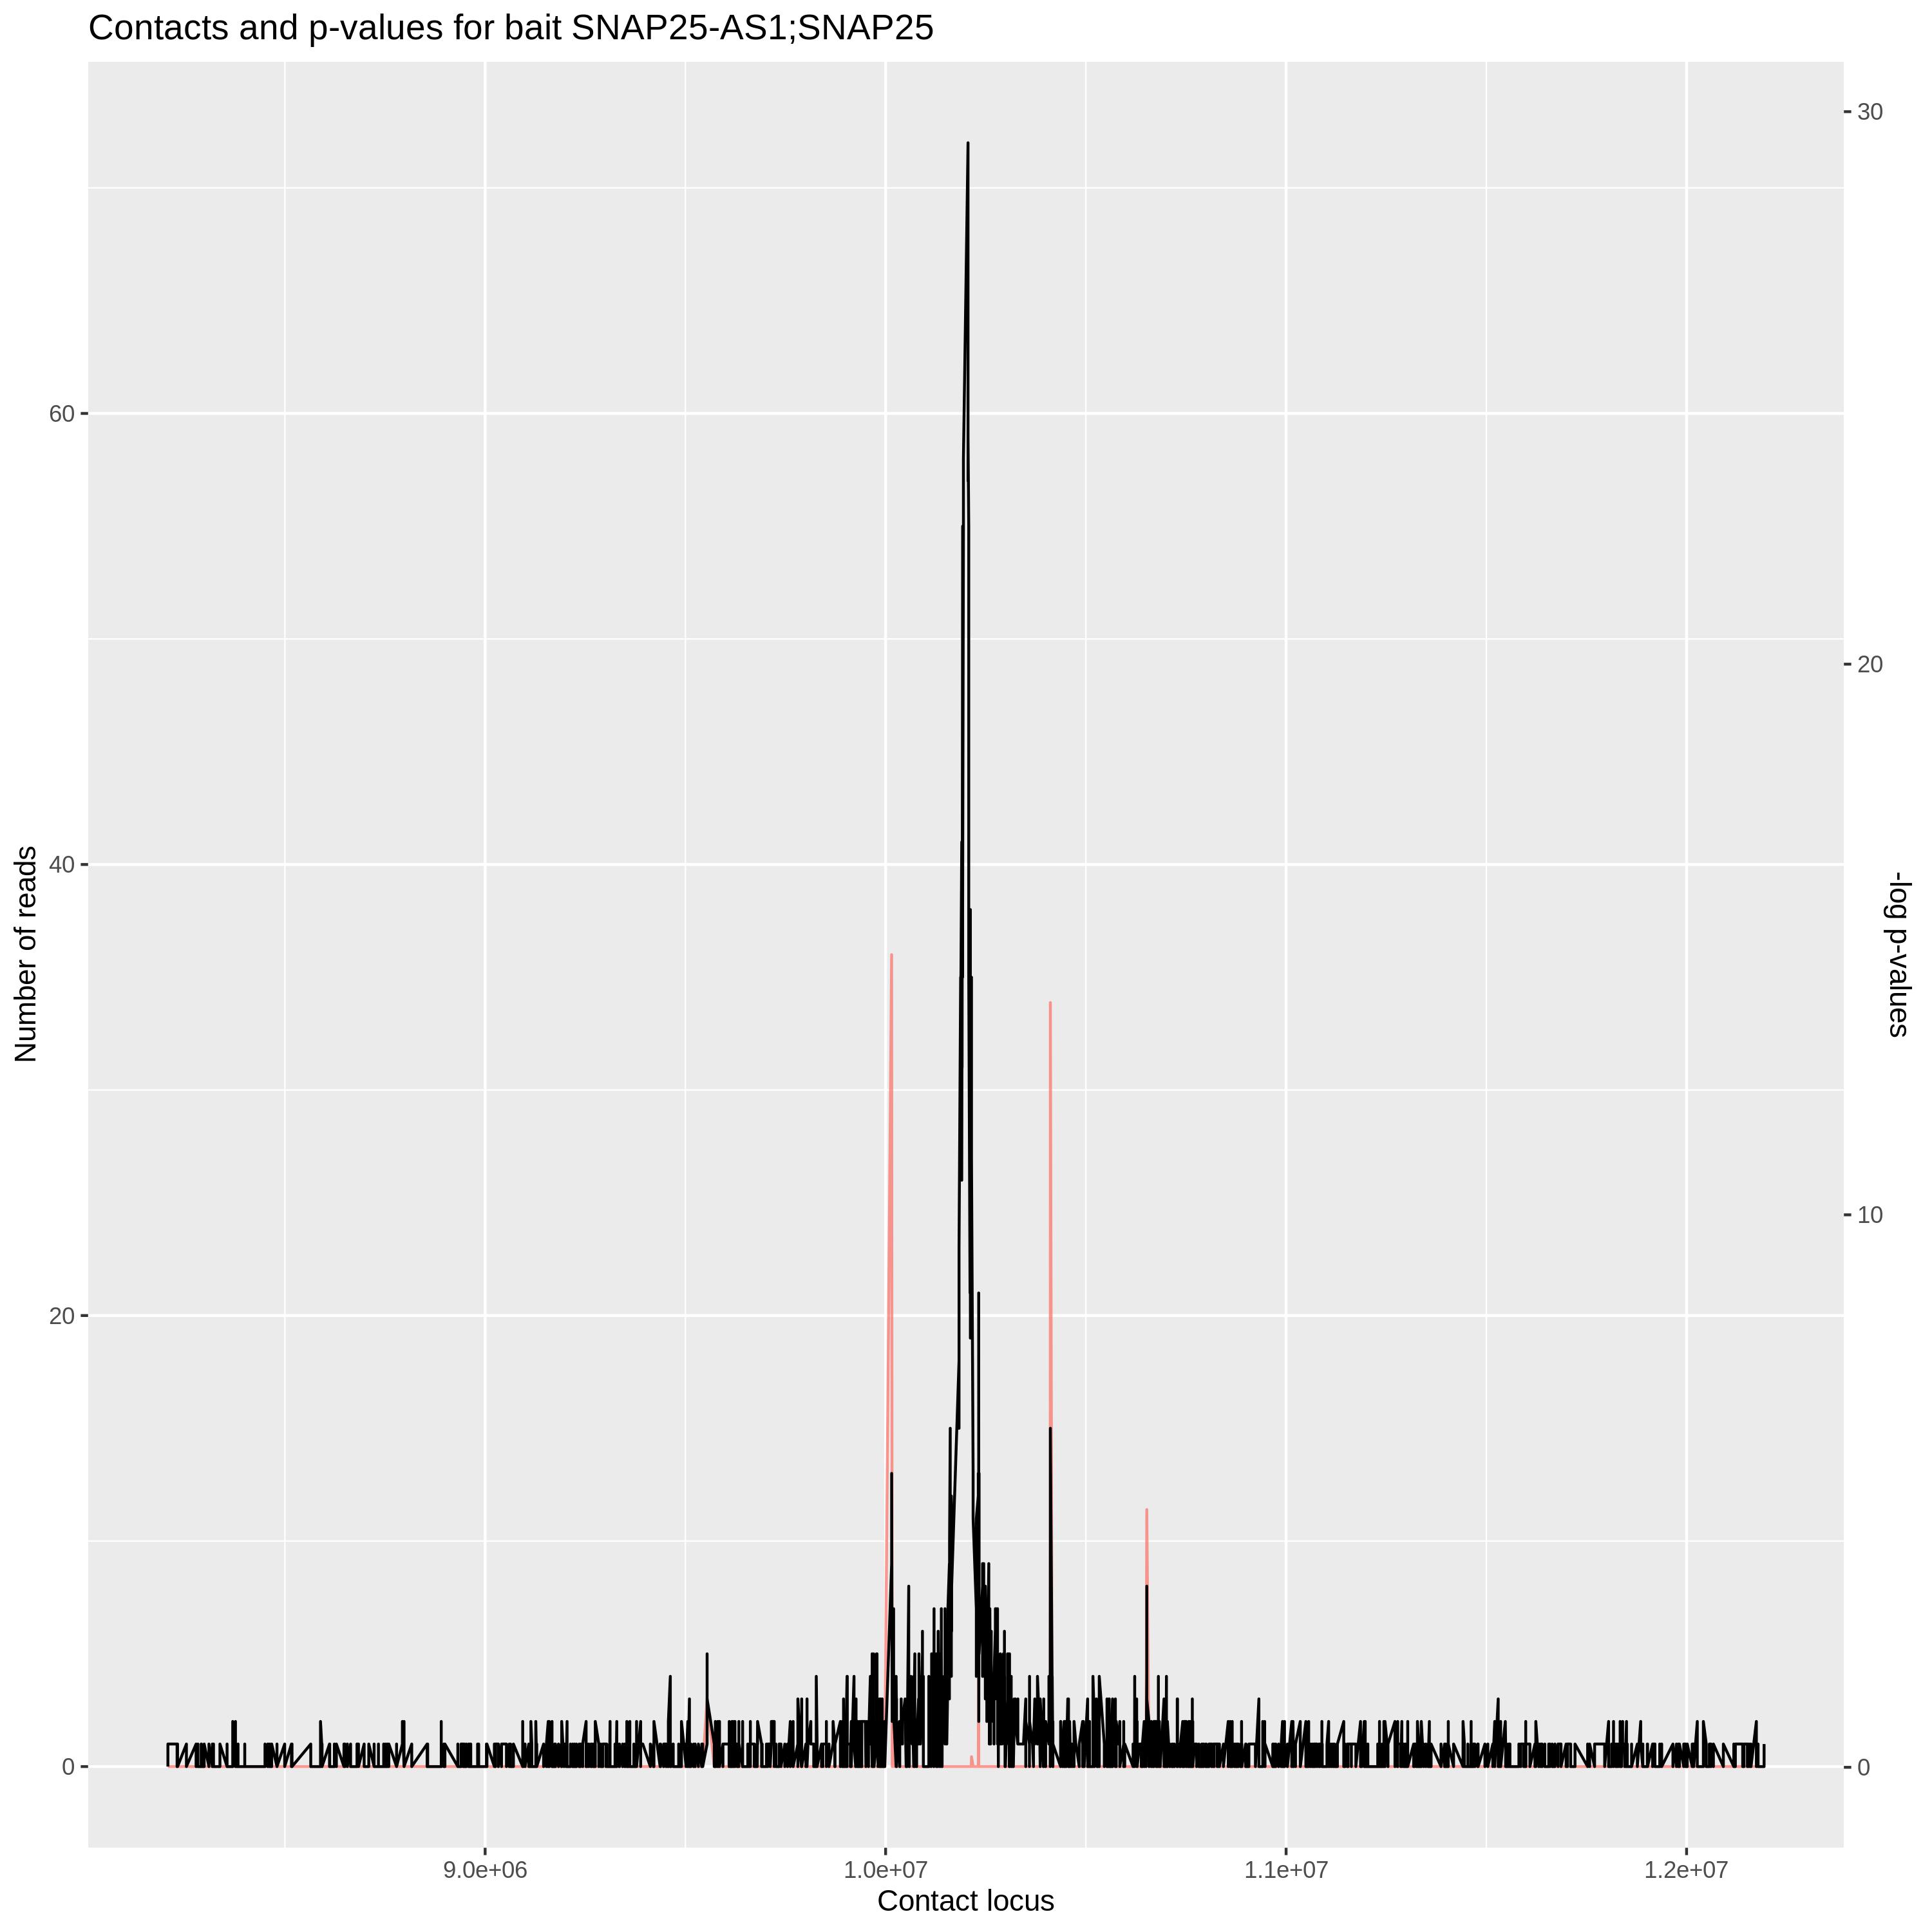 Contacts and p-values for bait SNAP25-AS1;SNAP25
Number of reads
60
40
20
0
30
20
10
0
-log p-values
9.0e+06
1.0e+07
1.1e+07
1.2e+07
Contact locus